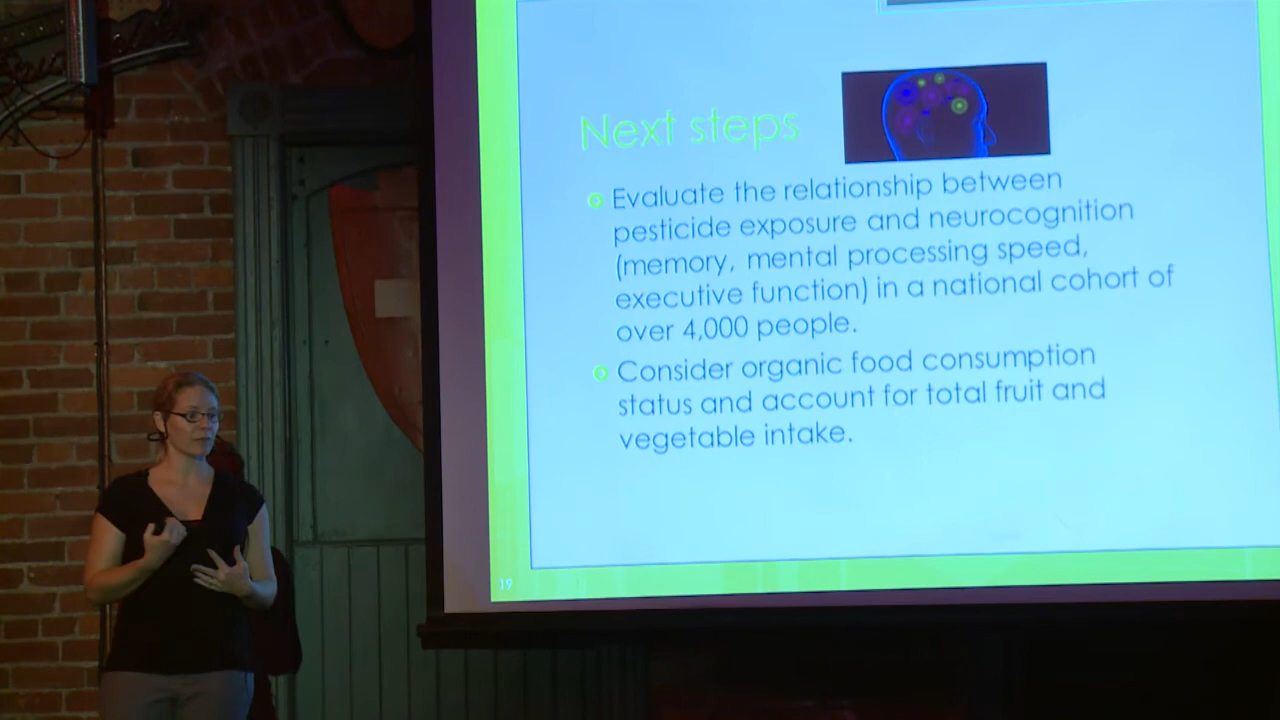 Next steps
Evaluate the relationship between
pesticide exposure and neurocognition
(memory, mental processing speed,
executive function) in a national cohort of
over 4,000 people.
Consider organic food consumption
status and account for total fruit and
vegetable intake.
19